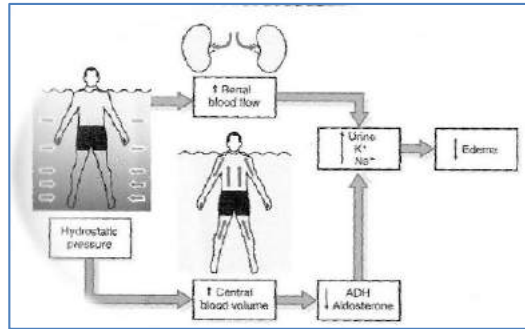 ↑ Renal
blood flow
↑ Urine
K⁺
Na⁺
↓ Edema
Hydrostatic
pressure
↑ Central
blood volume
↓ ADH
Aldosterone